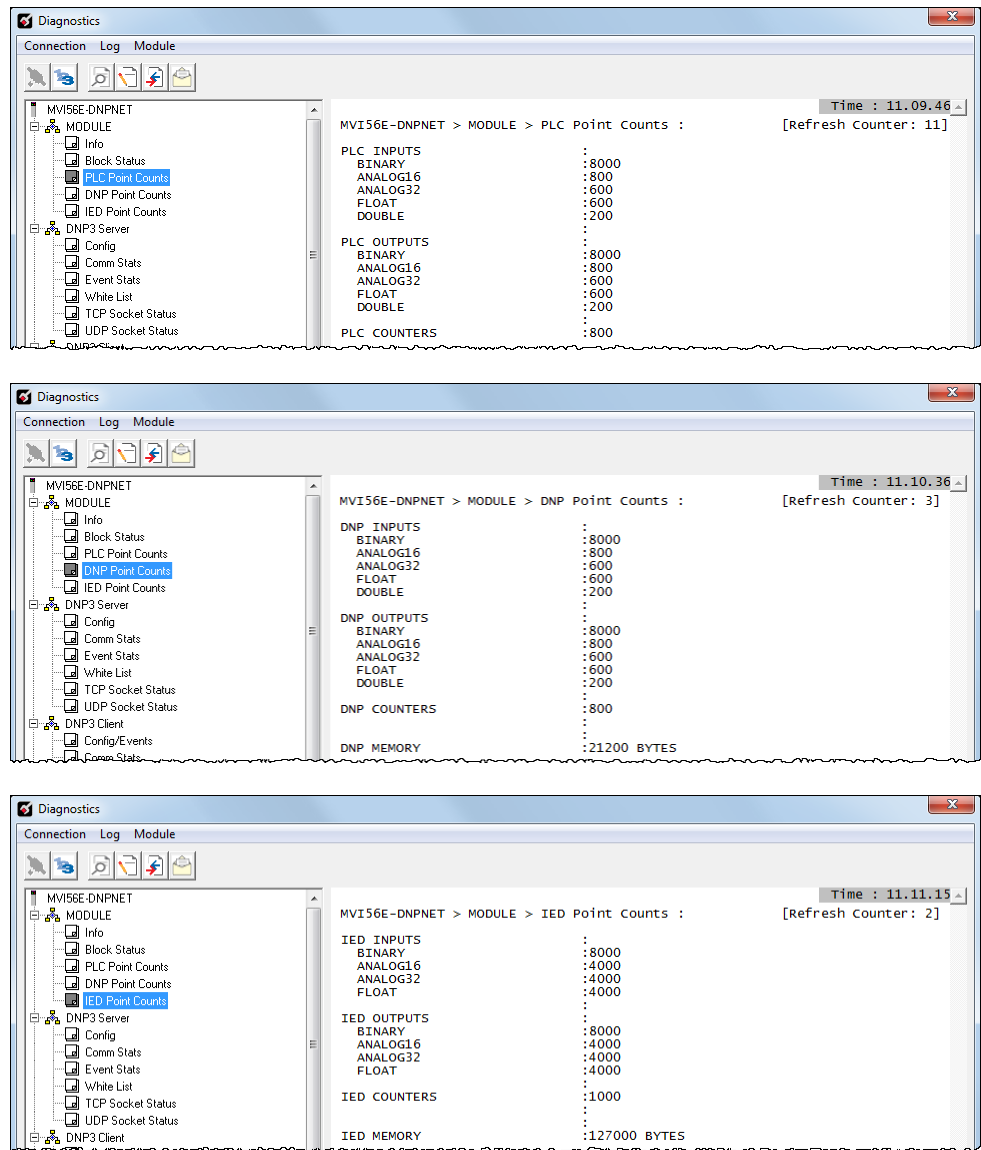 Diagnostics
Connection Log Module
MVI56E-DNPNET
MODULE
Info
Block Status
PLC Point Counts
DNP Point Counts
IED Point Counts
DNP3 Server
Config
Comm Stats
Event Stats
White List
TCP Socket Status
UDP Socket Status
DNP3 Client
Time : 11.09.46
MVI56E-DNPNET > MODULE > PLC Point Counts : [Refresh Counter: 11]
PLC INPUTS :
BINARY :8000
ANALOG16 :800
ANALOG32 :600
FLOAT :600
DOUBLE :200
:
PLC OUTPUTS :
BINARY :8000
ANALOG16 :800
ANALOG32 :600
FLOAT :600
DOUBLE :200
:
PLC COUNTERS :800
Diagnostics
Connection Log Module
MVI56E-DNPNET
MODULE
Info
Block Status
PLC Point Counts
DNP Point Counts
IED Point Counts
DNP3 Server
Config
Comm Stats
Event Stats
White List
TCP Socket Status
UDP Socket Status
DNP3 Client
Config/Events
Comm Stats
Time : 11.10.36
MVI56E-DNPNET > MODULE > DNP Point Counts : [Refresh Counter: 3]
DNP INPUTS :
BINARY :8000
ANALOG16 :800
ANALOG32 :600
FLOAT :600
DOUBLE :200
:
DNP OUTPUTS :
BINARY :8000
ANALOG16 :800
ANALOG32 :600
FLOAT :600
DOUBLE :200
:
DNP COUNTERS :800
:
:
DNP MEMORY :21200 BYTES
Diagnostics
Connection Log Module
MVI56E-DNPNET
MODULE
Info
Block Status
PLC Point Counts
DNP Point Counts
IED Point Counts
DNP3 Server
Config
Comm Stats
Event Stats
White List
TCP Socket Status
UDP Socket Status
DNP3 Client
Time : 11.11.15
MVI56E-DNPNET > MODULE > IED Point Counts : [Refresh Counter: 2]
IED INPUTS :
BINARY :8000
ANALOG16 :4000
ANALOG32 :4000
FLOAT :4000
:
IED OUTPUTS :
BINARY :8000
ANALOG16 :4000
ANALOG32 :4000
FLOAT :4000
:
IED COUNTERS :1000
:
:
IED MEMORY :127000 BYTES